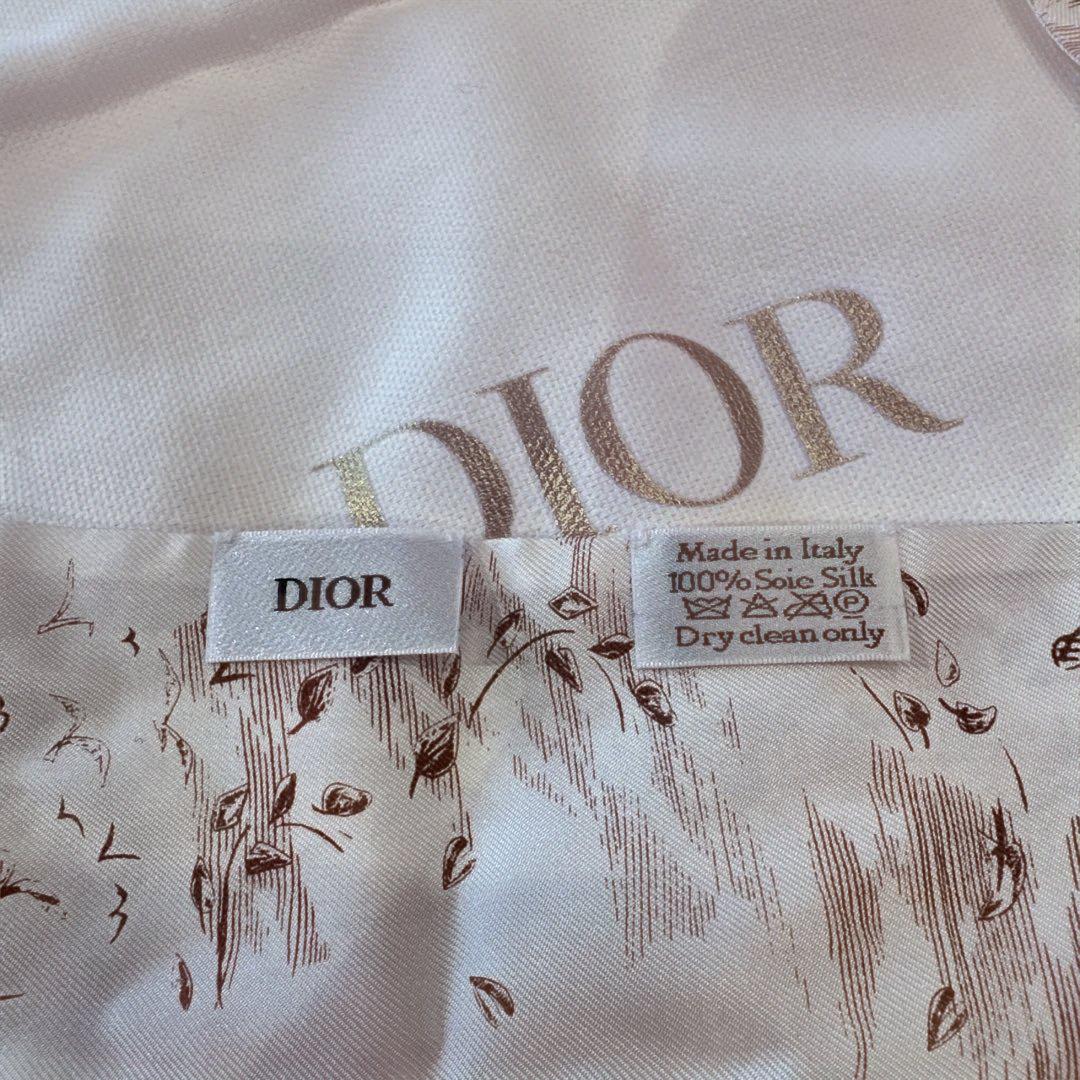 DIOR
DIOR
Made in Italy
100% Soie Silk
P
Dry clean only